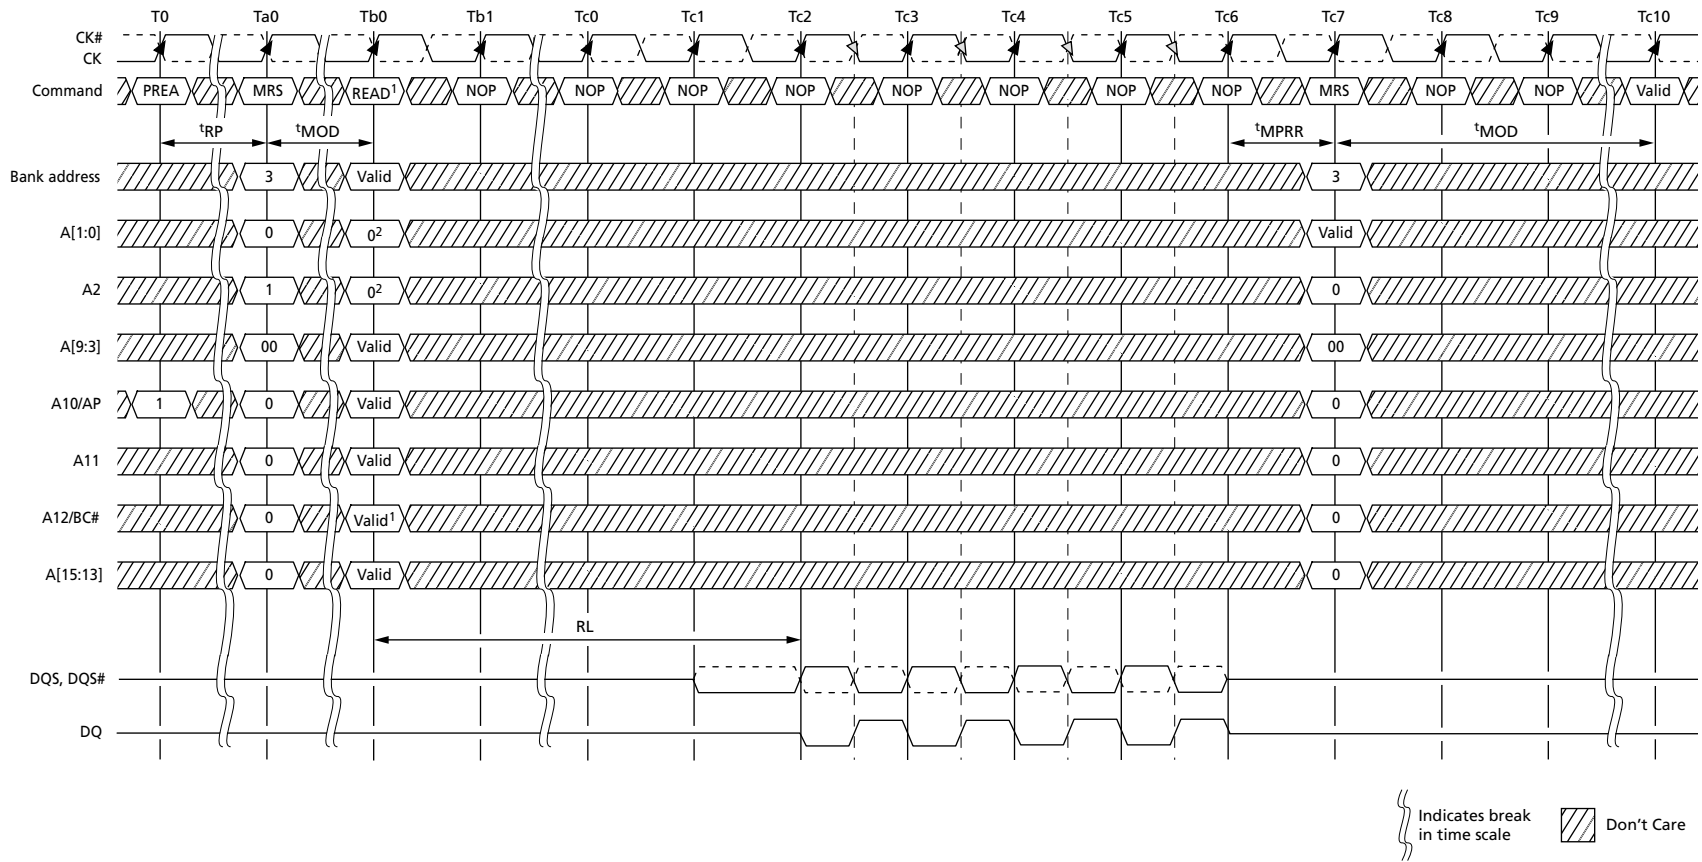 T0 Ta0 Tb0 Tb1 Tc0 Tc1 Tc2 Tc3 Tc4 Tc5 Tc6 Tc7 Tc8 Tc9 Tc10
CK#
CK
Command PREA MRS READ1 NOP NOP NOP NOP NOP NOP NOP NOP MRS NOP NOP Valid
tRP tMOD tMPRR tMOD
Bank address 3 Valid 3
A[1:0] 0 02 Valid
A2 1 02 0
A[9:3] 00 Valid 00
A10/AP 1 0 Valid 0
A11 0 Valid 0
A12/BC# 0 Valid1 0
A[15:13] 0 Valid 0
RL
DQS, DQS#
DQ
Indicates break
in time scale
Don't Care